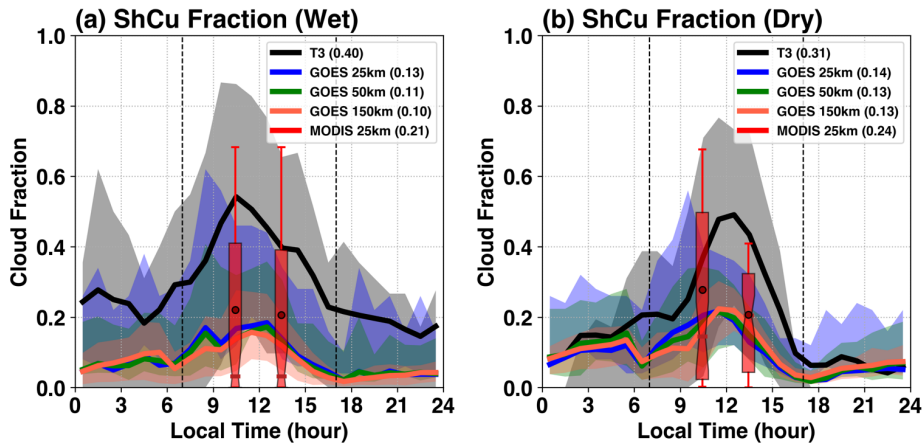 (a) ShCu Fraction (Wet)
1.0
0.8
0.6
0.4
0.2
0.0
Cloud Fraction
T3 (0.40)
GOES 25km (0.13)
GOES 50km (0.11)
GOES 150km (0.10)
MODIS 25km (0.21)
0 3 6 9 12 15 18 21 24
Local Time (hour)
(b) ShCu Fraction (Dry)
1.0
0.8
0.6
0.4
0.2
0.0
Cloud Fraction
T3 (0.31)
GOES 25km (0.14)
GOES 50km (0.13)
GOES 150km (0.13)
MODIS 25km (0.24)
0 3 6 9 12 15 18 21 24
Local Time (hour)